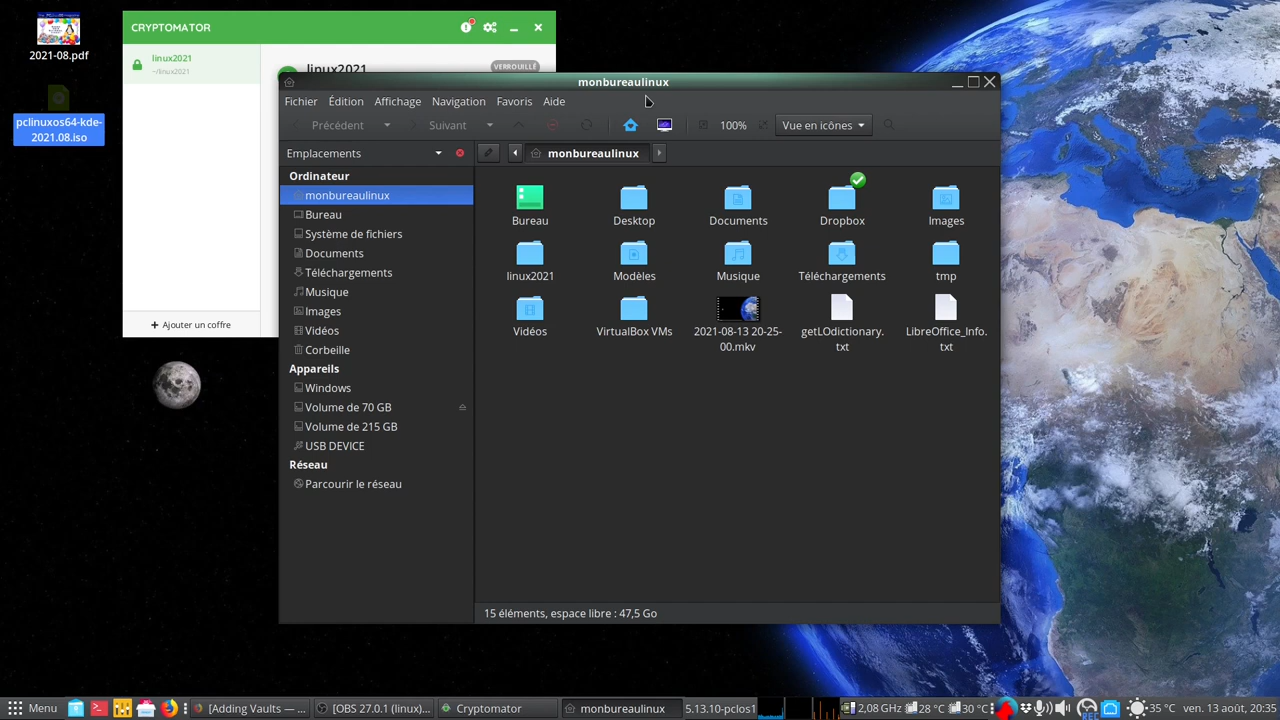 2021-08.pdf
pclinuxos64-kde-
2021.08.iso
CRYPTOMATOR
linux2021
~/linux2021
linux2021
VERROUILLÉ
Ajouter un coffre
monbureaulinux
Fichier Édition Affichage Navigation Favoris Aide
Précédent Suivant 100% Vue en icônes
Emplacements
monbureaulinux
Ordinateur
monbureaulinux
Bureau
Système de fichiers
Documents
Téléchargements
Musique
Images
Vidéos
Corbeille
Appareils
Windows
Volume de 70 GB
Volume de 215 GB
USB DEVICE
Réseau
Parcourir le réseau
Bureau Desktop Documents Dropbox Images
linux2021 Modèles Musique Téléchargements tmp
Vidéos
VirtualBox VMs
2021-08-13 20-25-
00.mkv
getLOdictionary.
txt
LibreOffice_Info.
txt
15 éléments, espace libre : 47,5 Go
Menu [Adding Vaults — ... [OBS 27.0.1 (linux)... Cryptomator monbureaulinux 5.13.10-pclos1 2,08 GHz 28 °C 30 °C REC 35 °C ven. 13 août, 20:35